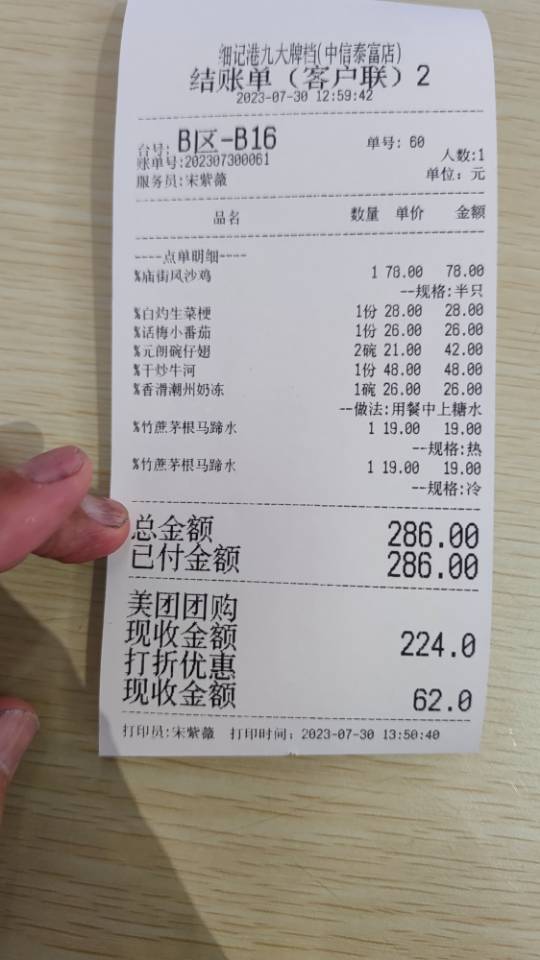 细记港九大牌档(中信泰富店)
结账单（客户联）2
2023-07-30 12:59:42
台号: B区-B16 单号: 60
账单号:202307300061 人数:1
服务员:宋紫薇 单位: 元
品名 数量 单价 金额
----点单明细----
%庙街风沙鸡 1 78.00 78.00
--规格:半只
%白灼生菜梗 1份 28.00 28.00
%话梅小番茄 1份 26.00 26.00
%元朗碗仔翅 2碗 21.00 42.00
%干炒牛河 1份 48.00 48.00
%香滑潮州奶冻 1碗 26.00 26.00
--做法:用餐中上糖水
%竹蔗茅根马蹄水 1 19.00 19.00
--规格:热
%竹蔗茅根马蹄水 1 19.00 19.00
--规格:冷
总金额 286.00
已付金额 286.00
美团团购
现收金额 224.0
打折优惠
现收金额 62.0
打印员:宋紫薇 打印时间: 2023-07-30 13:50:40